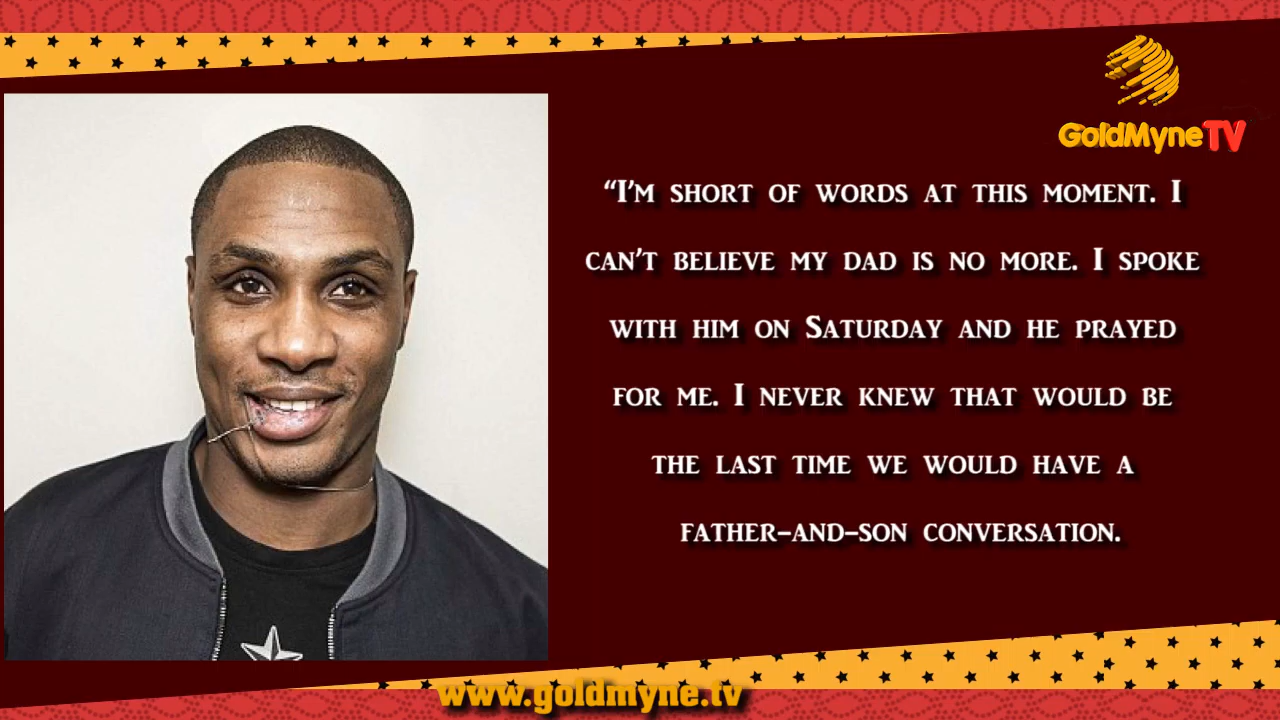 GoldMyneTV
“I’m short of words at this moment. I
can’t believe my dad is no more. I spoke
with him on Saturday and he prayed
for me. I never knew that would be
the last time we would have a
father-and-son conversation.
www.goldmyne.tv